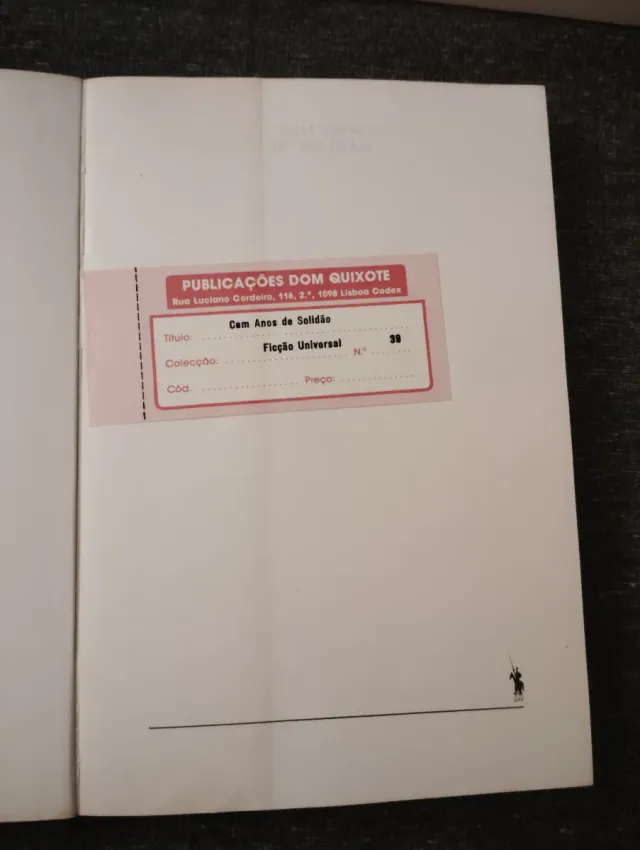 PUBLICAÇÕES DOM QUIXOTE
Rua Luciano Cordeiro, 116, 2.º, 1098 Lisboa Codex
Título: Cem Anos de Solidão
Colecção: Ficção Universal N.º 39
Cód. Preço: